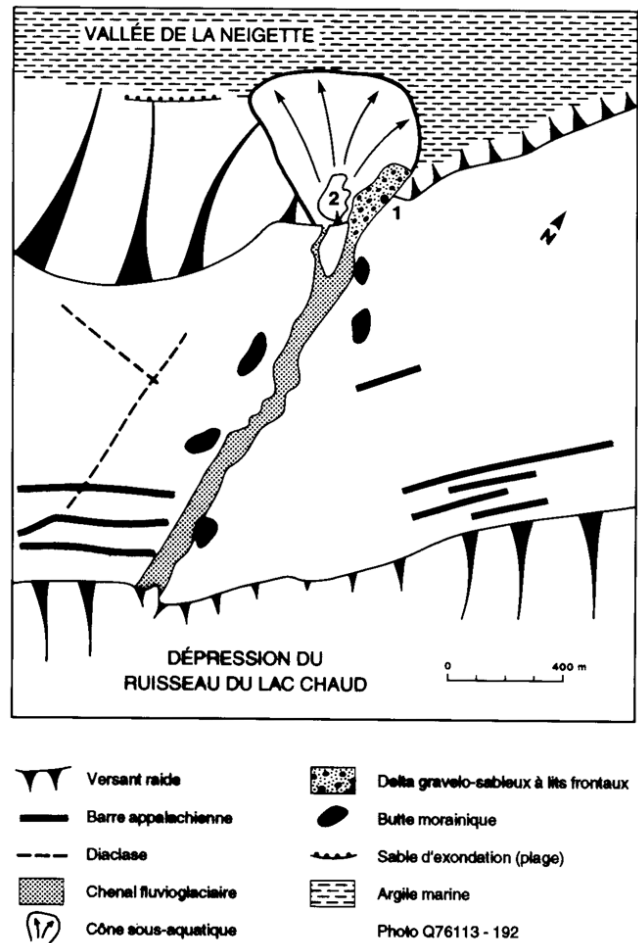 VALLÉE DE LA NEIGETTE
2
1
N
DÉPRESSION DU
RUISSEAU DU LAC CHAUD
0 400 m
Versant raide
Barre appalachienne
Diaclase
Chenal fluvioglaciaire
Cône sous-aquatique
Delta gravelo-sableux à lits frontaux
Butte morainique
Sable d'exondation (plage)
Argile marine
Photo Q76113 - 192